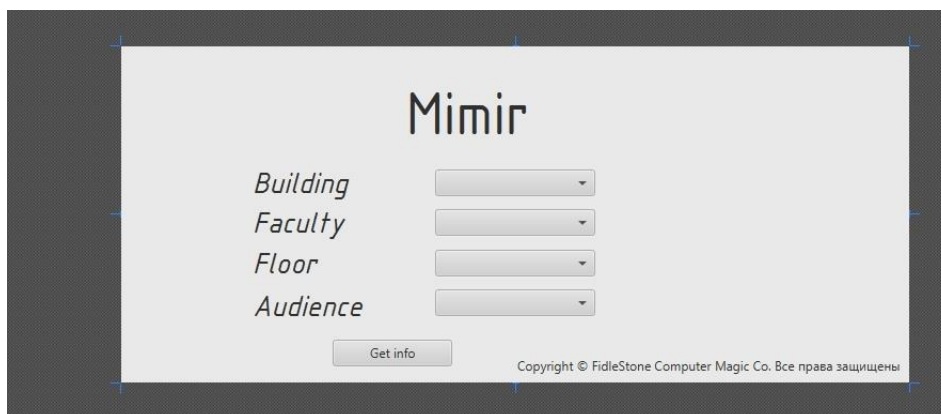 Mimir
Building
Faculty
Floor
Audience
Get info
Copyright © FidleStone Computer Magic Co. Все права защищены